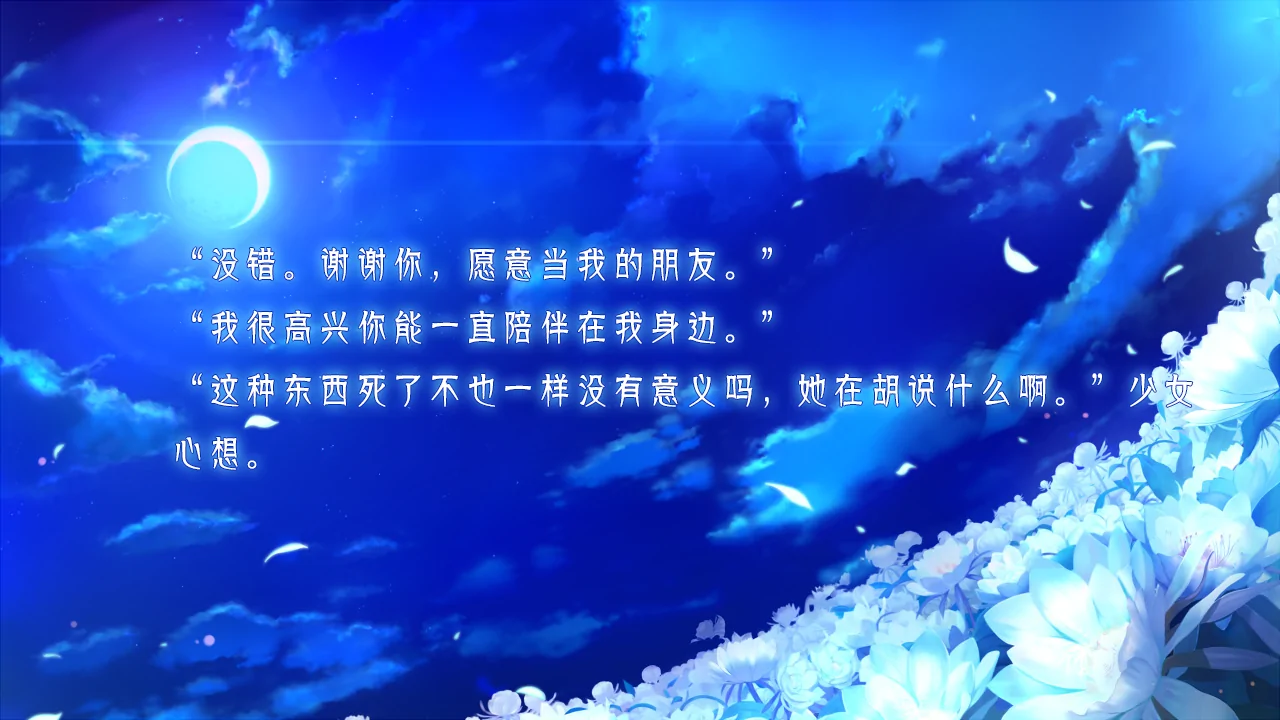 “没错。谢谢你，愿意当我的朋友。”
“我很高兴你能一直陪伴在我身边。”
“这种东西死了不也一样没有意义吗，她在胡说什么啊。”少女
心想。